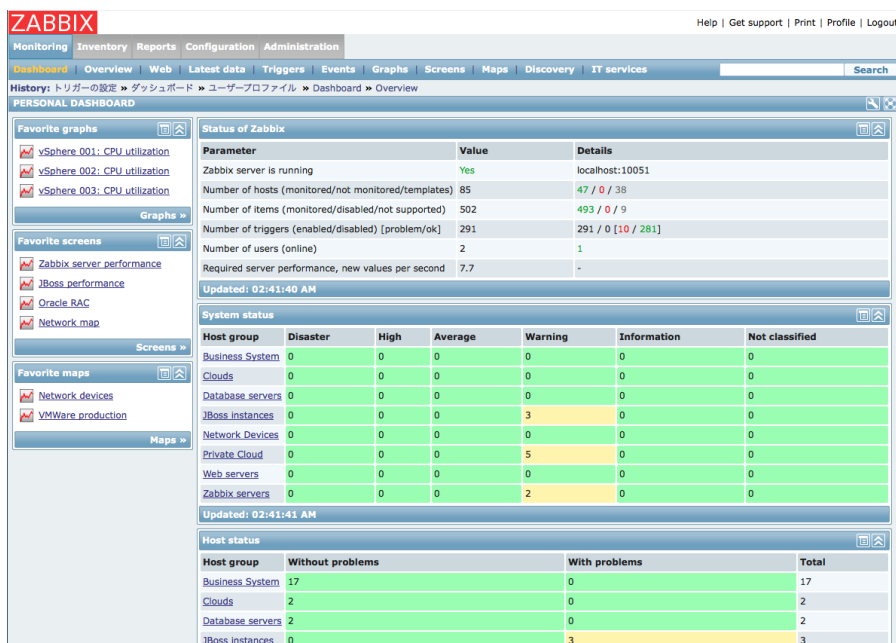 ZABBIX
Help | Get support | Print | Profile | Logout
Monitoring Inventory Reports Configuration Administration
Dashboard | Overview | Web | Latest data | Triggers | Events | Graphs | Screens | Maps | Discovery | IT services Search
History: トリガーの設定 » ダッシュボード » ユーザープロファイル » Dashboard » Overview
PERSONAL DASHBOARD
Favorite graphs
vSphere 001: CPU utilization
vSphere 002: CPU utilization
vSphere 003: CPU utilization
Graphs »
Favorite screens
Zabbix server performance
JBoss performance
Oracle RAC
Network map
Screens »
Favorite maps
Network devices
VMWare production
Maps »
Status of Zabbix
Parameter Value Details
Zabbix server is running Yes localhost:10051
Number of hosts (monitored/not monitored/templates) 85 47 / 0 / 38
Number of items (monitored/disabled/not supported) 502 493 / 0 / 9
Number of triggers (enabled/disabled) [problem/ok] 291 291 / 0 [10 / 281]
Number of users (online) 2 1
Required server performance, new values per second 7.7 -
Updated: 02:41:40 AM
System status
Host group Disaster High Average Warning Information Not classified
Business System 0 0 0 0 0 0
Clouds 0 0 0 0 0 0
Database servers 0 0 0 0 0 0
JBoss instances 0 0 0 3 0 0
Network Devices 0 0 0 0 0 0
Private Cloud 0 0 0 5 0 0
Web servers 0 0 0 0 0 0
Zabbix servers 0 0 0 2 0 0
Updated: 02:41:41 AM
Host status
Host group Without problems With problems Total
Business System 17 0 17
Clouds 2 0 2
Database servers 2 0 2
JBoss instances 0 3 3